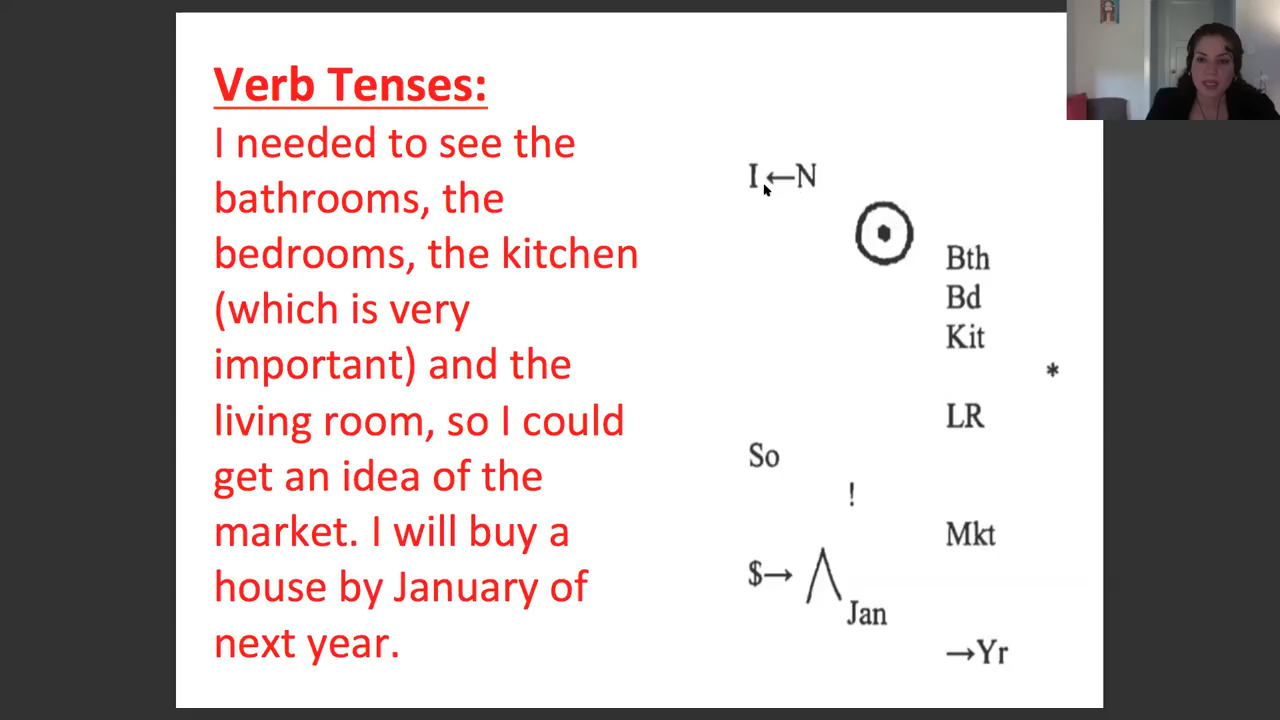 Verb Tenses:
I needed to see the
bathrooms, the
bedrooms, the kitchen
(which is very
important) and the
living room, so I could
get an idea of the
market. I will buy a
house by January of
next year.
I←N
Bth
Bd
Kit
*
LR
So
!
Mkt
$→
Jan
→Yr